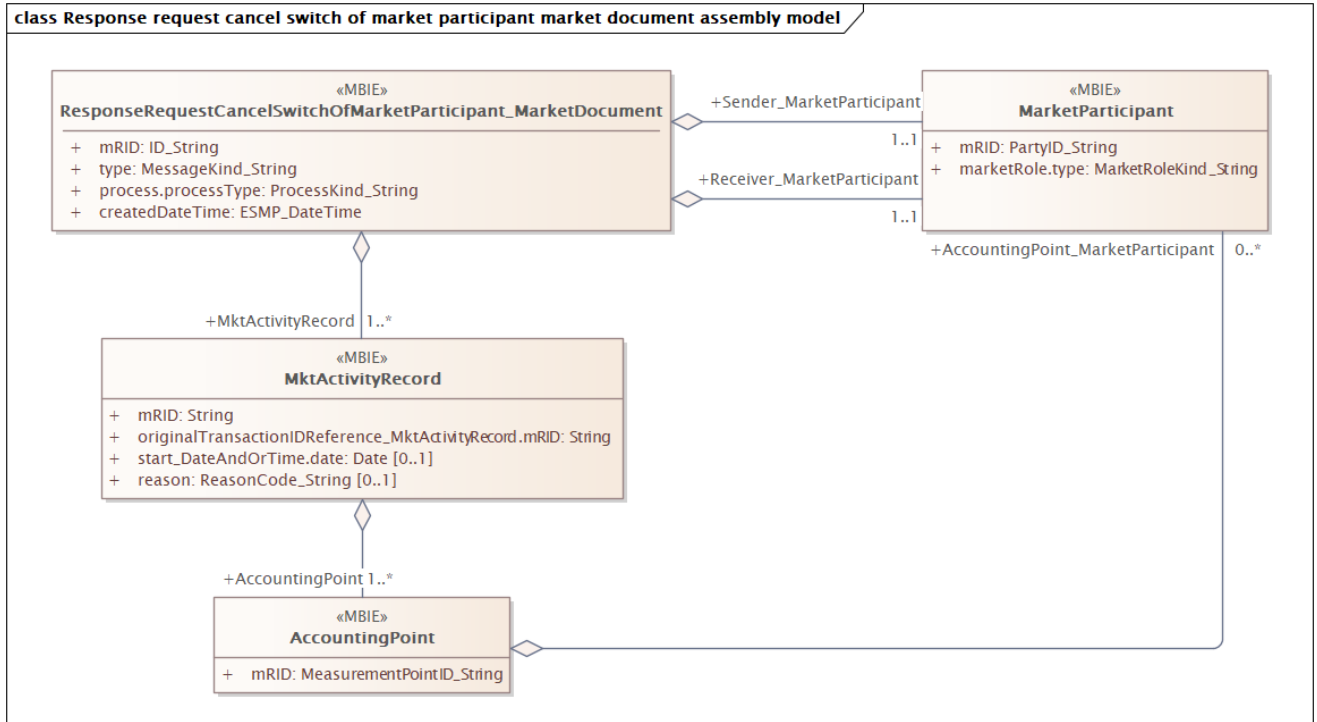 class Response request cancel switch of market participant market document assembly model
«MBIE»
ResponseRequestCancelSwitchOfMarketParticipant_MarketDocument
+ mRID: ID_String
+ type: MessageKind_String
+ process.processType: ProcessKind_String
+ createdDateTime: ESMP_DateTime
+Sender_MarketParticipant
1..1
+Receiver_MarketParticipant
1..1
«MBIE»
MarketParticipant
+ mRID: PartyID_String
+ marketRole.type: MarketRoleKind_String
+AccountingPoint_MarketParticipant 0..*
+MktActivityRecord 1..*
«MBIE»
MktActivityRecord
+ mRID: String
+ originalTransactionIDReference_MktActivityRecord.mRID: String
+ start_DateAndOrTime.date: Date [0..1]
+ reason: ReasonCode_String [0..1]
+AccountingPoint 1..*
«MBIE»
AccountingPoint
+ mRID: MeasurementPointID_String